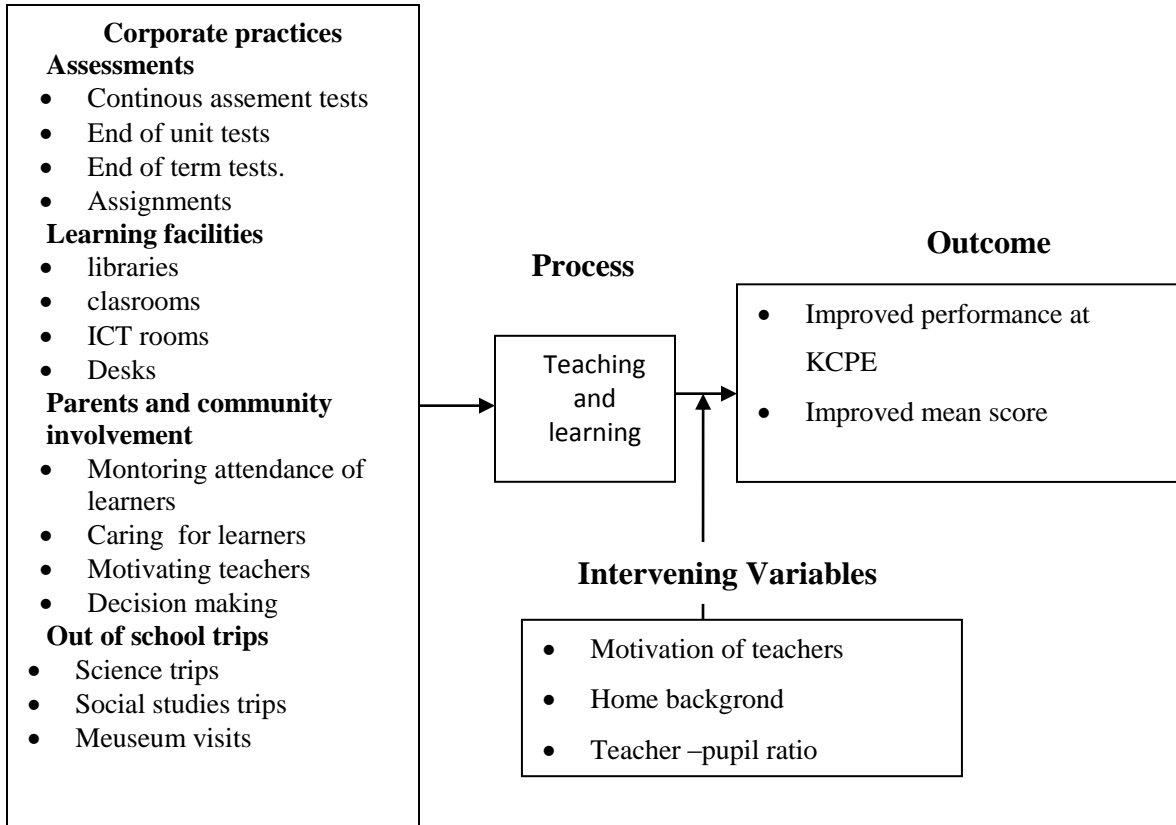 Corporate practices
Assessments
• Continous assement tests
• End of unit tests
• End of term tests.
• Assignments
Learning facilities
• libraries
• clasrooms
• ICT rooms
• Desks
Parents and community
involvement
• Montoring attendance of
learners
• Caring for learners
• Motivating teachers
• Decision making
Out of school trips
• Science trips
• Social studies trips
• Meuseum visits
Process
Teaching
and
learning
Outcome
• Improved performance at
KCPE
• Improved mean score
Intervening Variables
• Motivation of teachers
• Home backgrond
• Teacher –pupil ratio